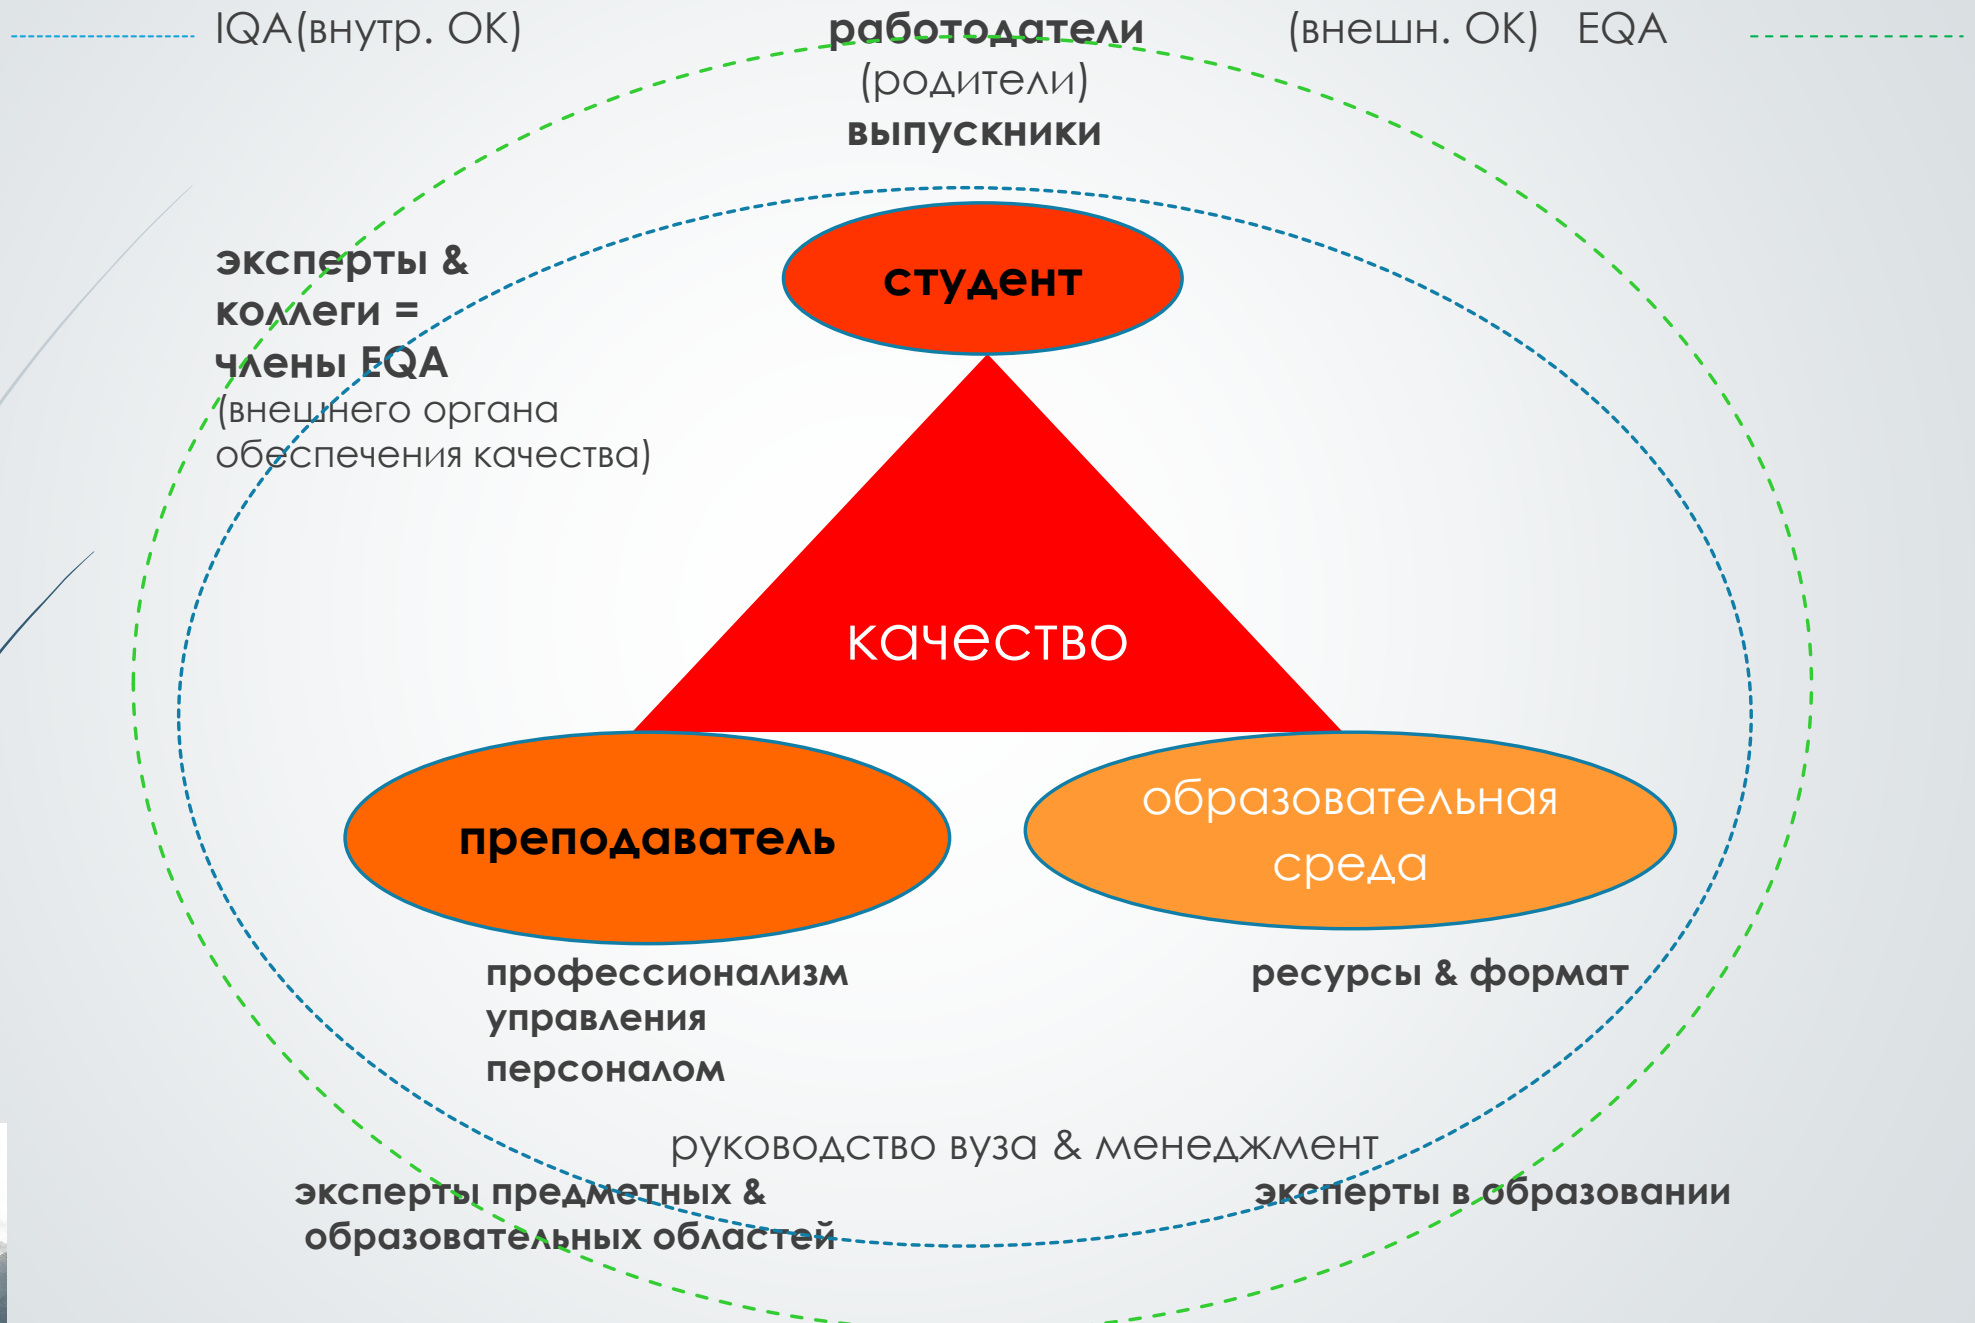 IQA(внутр. ОК)
работодатели
(внешн. ОК) EQA
(родители)
выпускники
эксперты &
коллеги =
члены EQA
(внешнего органа
обеспечения качества)
студент
качество
преподаватель
образовательная
среда
профессионализм
управления
персоналом
ресурсы & формат
руководство вуза & менеджмент
эксперты предметных &
образовательных областей
эксперты в образовании